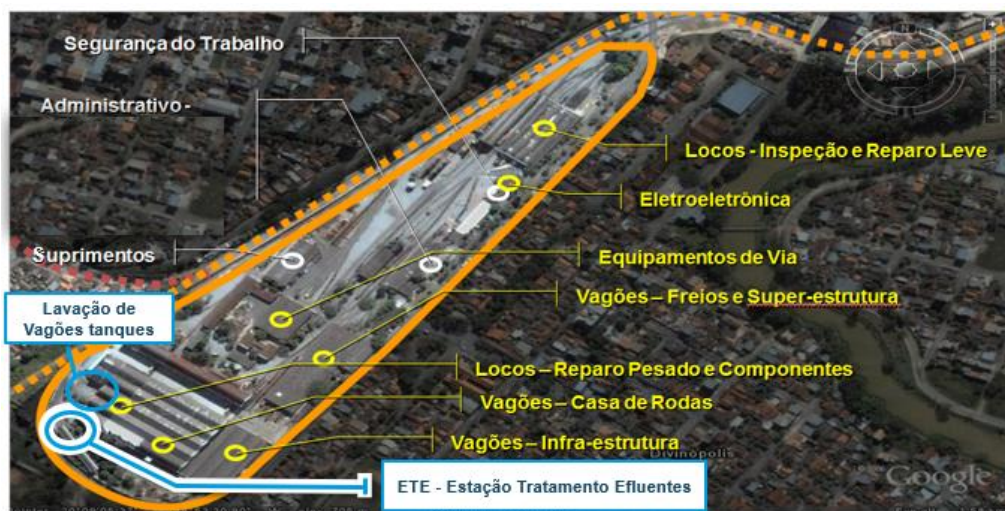 Segurança do Trabalho
Administrativo -
Locos - Inspeção e Reparo Leve
Eletroeletrônica
Suprimentos
Equipamentos de Via
Vagões – Freios e Super-estrutura
Lavação de
Vagões tanques
Locos – Reparo Pesado e Componentes
Vagões – Casa de Rodas
Vagões – Infra-estrutura
Divinópolis
Google
ETE - Estação Tratamento Efluentes